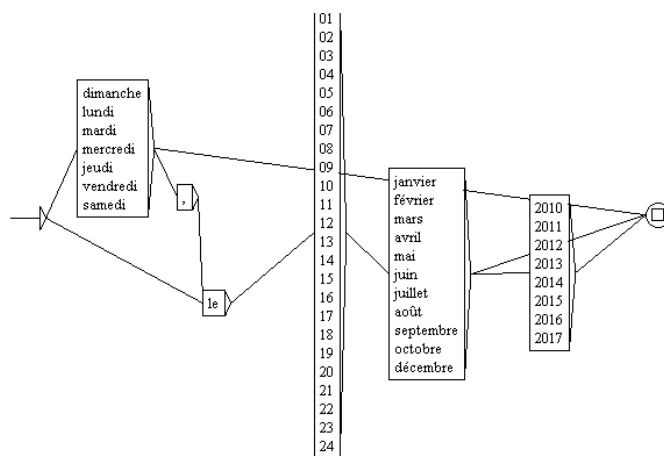 dimanche
lundi
mardi
mercredi
jeudi
vendredi
samedi
,
le
01
02
03
04
05
06
07
08
09
10
11
12
13
14
15
16
17
18
19
20
21
22
23
24
janvier
février
mars
avril
mai
juin
juillet
août
septembre
octobre
décembre
2010
2011
2012
2013
2014
2015
2016
2017